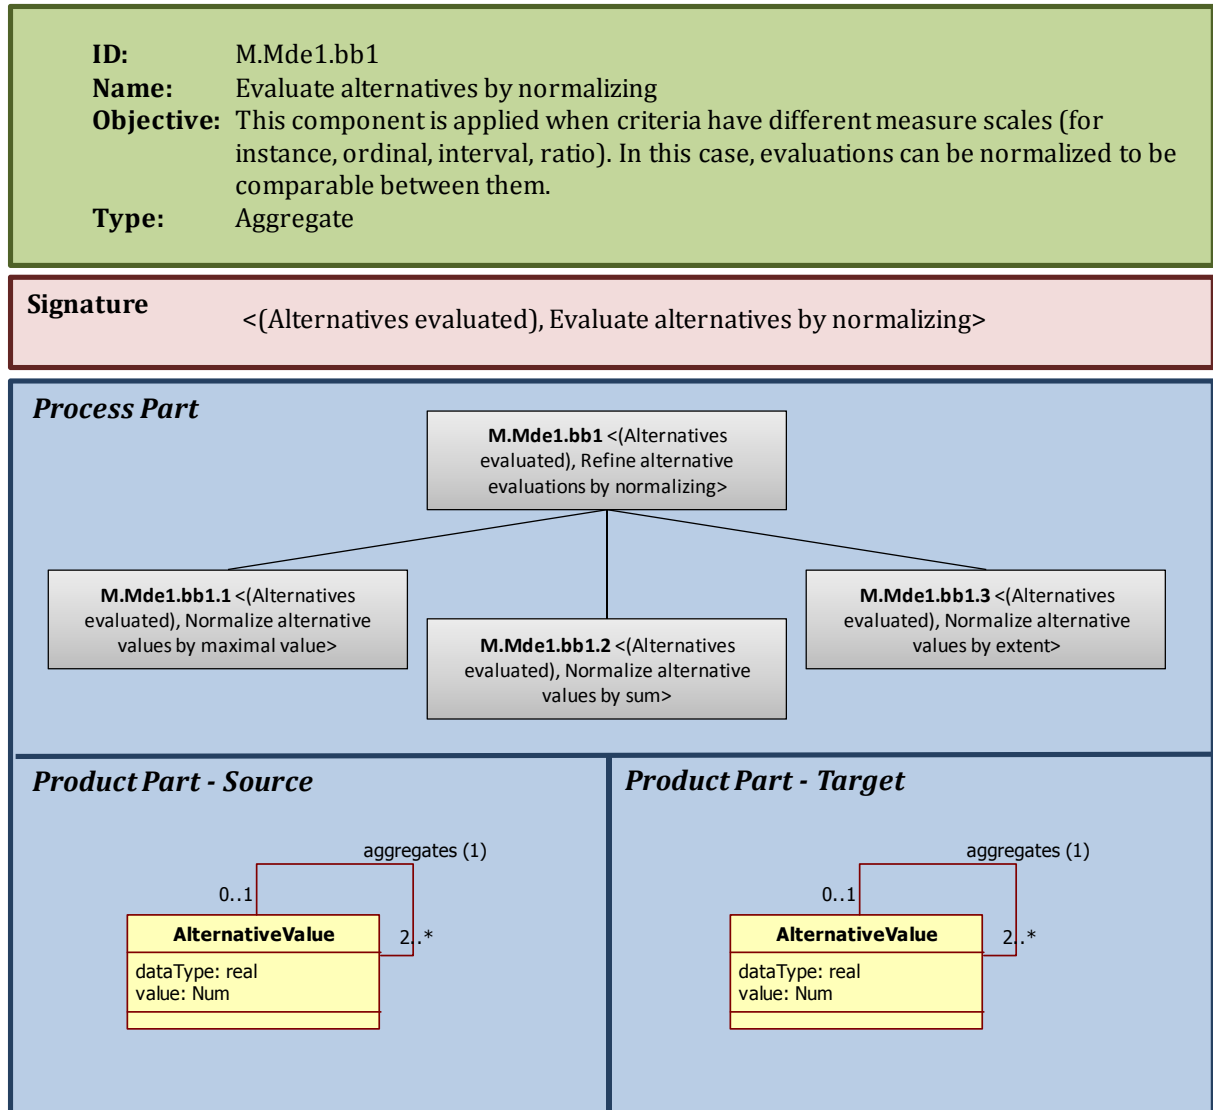 ID: M.Mde1.bb1
Name: Evaluate alternatives by normalizing
Objective: This component is applied when criteria have different measure scales (for
instance, ordinal, interval, ratio). In this case, evaluations can be normalized to be
comparable between them.
Type: Aggregate
Signature
<(Alternatives evaluated), Evaluate alternatives by normalizing>
Process Part
M.Mde1.bb1 <(Alternatives
evaluated), Refine alternative
evaluations by normalizing>
M.Mde1.bb1.1 <(Alternatives
evaluated), Normalize alternative
values by maximal value>
M.Mde1.bb1.2 <(Alternatives
evaluated), Normalize alternative
values by sum>
M.Mde1.bb1.3 <(Alternatives
evaluated), Normalize alternative
values by extent>
Product Part - Source
aggregates (1)
0..1
AlternativeValue
2..*
dataType: real
value: Num
Product Part - Target
aggregates (1)
0..1
AlternativeValue
2..*
dataType: real
value: Num